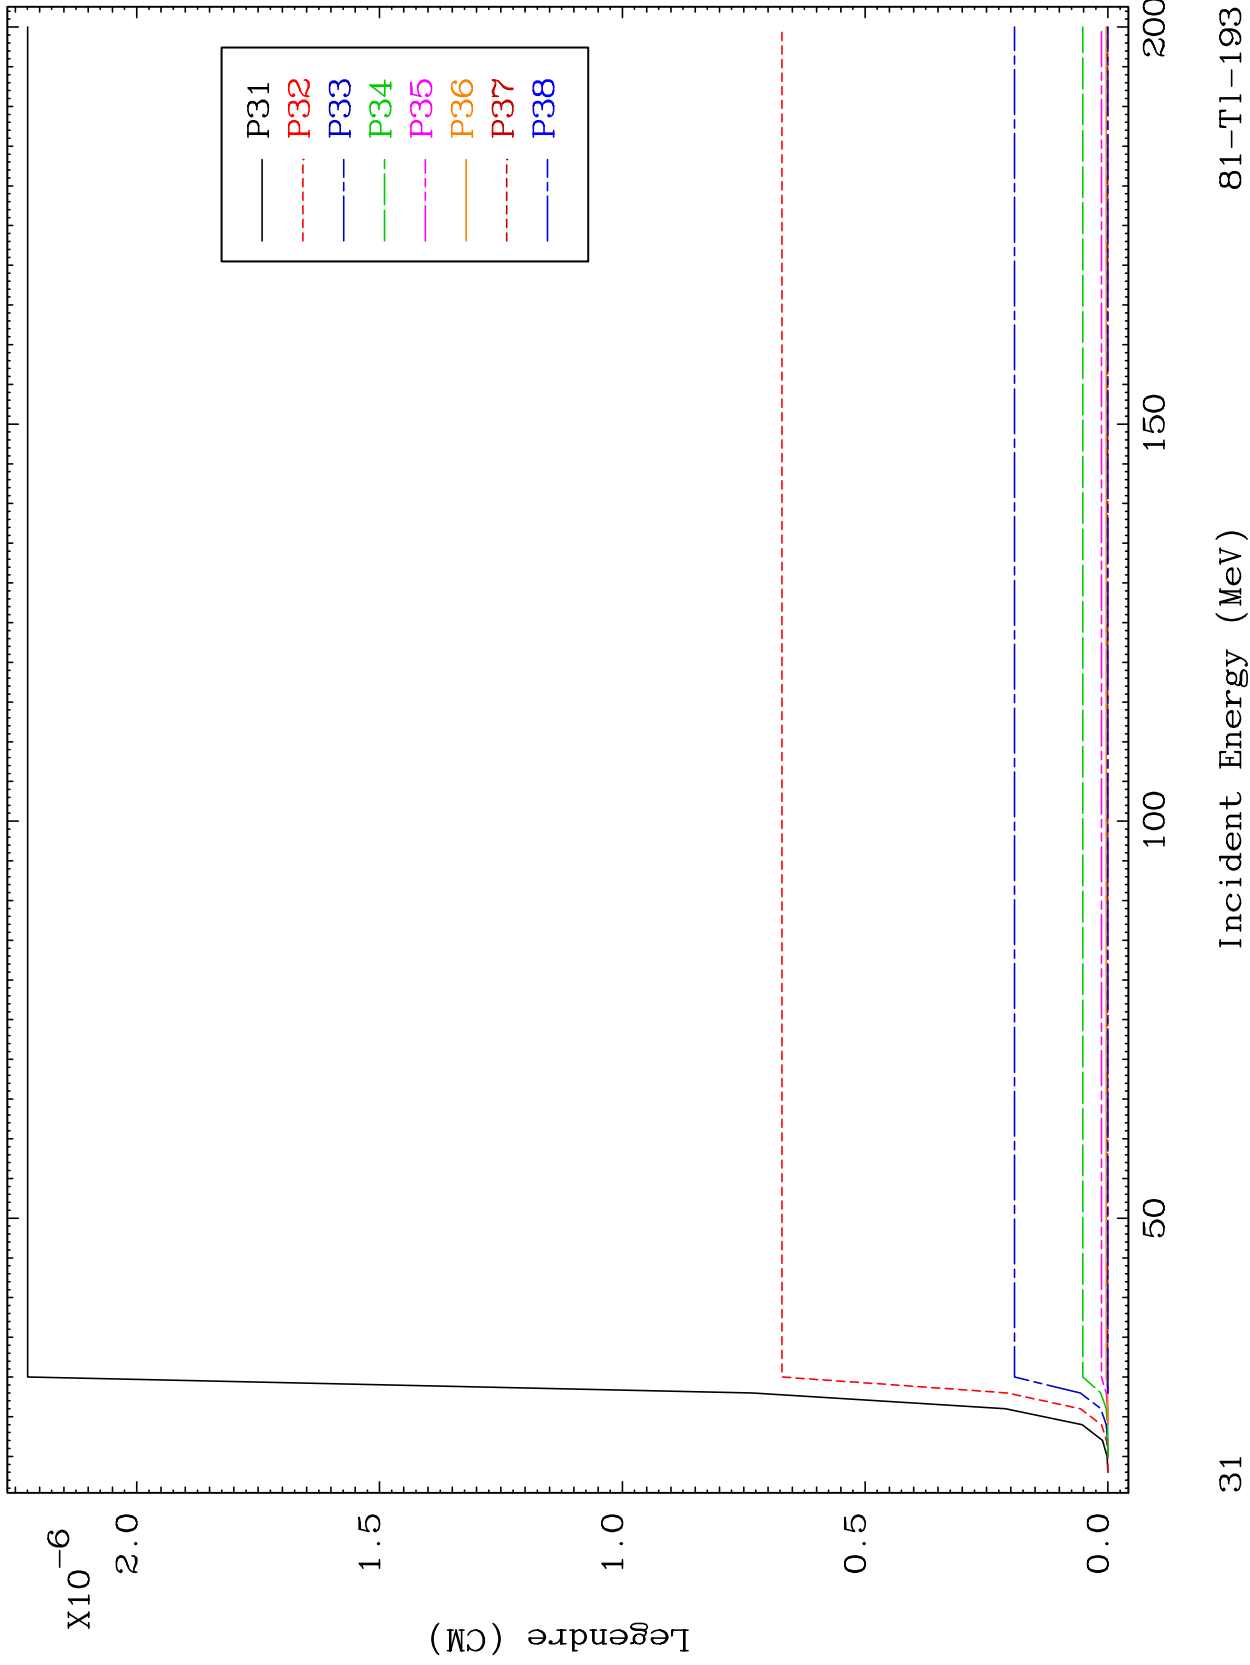 X10-6
2.0
1.5
1.0
0.5
0.0
Legendre (CM)
P31
P32
P33
P34
P35
P36
P37
P38
50
100
150
200
31
Incident Energy (MeV)
81-Tl-193